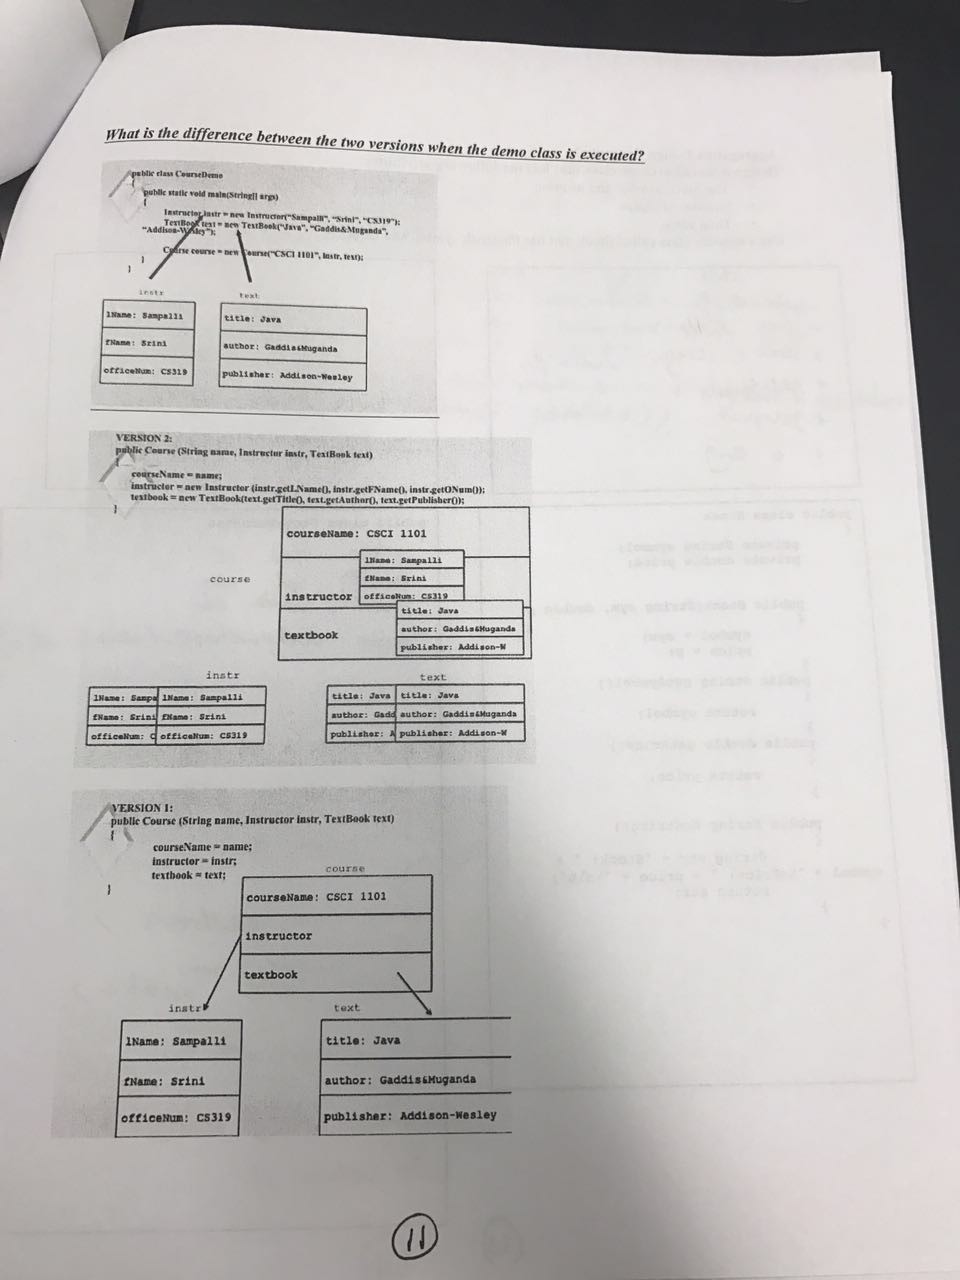 What is the difference between the two versions when the demo class is executed?
public class CourseDemo
{
public static void main(String[] args)
{
Instructor instr = new Instructor("Sampalli", "Srini", "CS319");
TextBook text = new TextBook("Java", "Gaddis&Muganda",
"Addison-Wesley");
Course course = new Course("CSCI 1101", instr, text);
}
}
instr
text
lName: Sampalli
fName: Srini
officeNum: CS319
title: Java
author: Gaddis&Muganda
publisher: Addison-Wesley
VERSION 2:
public Course (String name, Instructor instr, TextBook text)
{
courseName = name;
instructor = new Instructor (instr.getLName(), instr.getFName(), instr.getONum());
textbook = new TextBook(text.getTitle(), text.getAuthor(), text.getPublisher());
}
course
courseName: CSCI 1101
instructor
lName: Sampalli
fName: Srini
officeNum: CS319
textbook
title: Java
author: Gaddis&Muganda
publisher: Addison-W
instr
text
lName: Sampa lName: Sampalli
fName: Srini fName: Srini
officeNum: C officeNum: CS319
title: Java title: Java
author: Gadd author: Gaddis&Muganda
publisher: A publisher: Addison-W
VERSION 1:
public Course (String name, Instructor instr, TextBook text)
{
courseName = name;
instructor = instr;
textbook = text;
}
course
courseName: CSCI 1101
instructor
textbook
instr
text
lName: Sampalli
fName: Srini
officeNum: CS319
title: Java
author: Gaddis&Muganda
publisher: Addison-Wesley
11